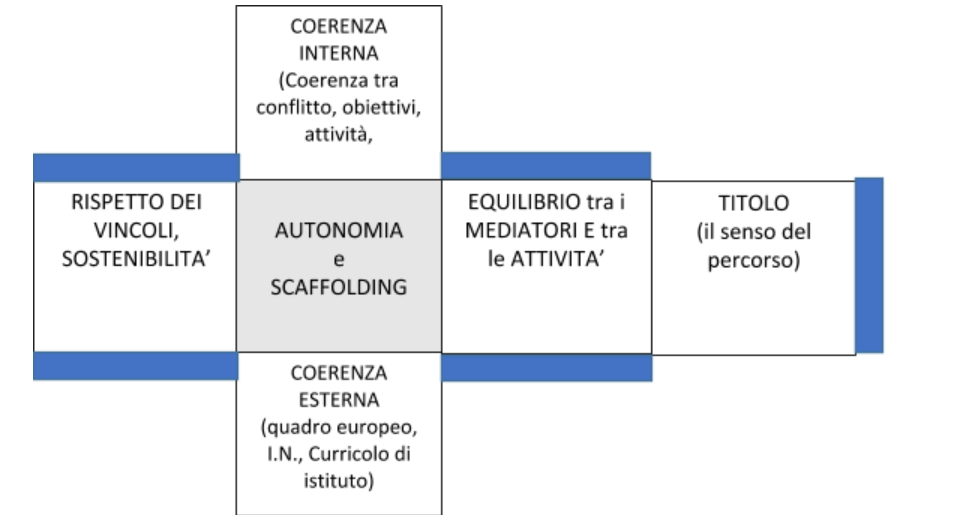 COERENZA
INTERNA
(Coerenza tra
conflitto, obiettivi,
attività,
RISPETTO DEI
VINCOLI,
SOSTENIBILITA’
AUTONOMIA
e
SCAFFOLDING
EQUILIBRIO tra i
MEDIATORI E tra
le ATTIVITA’
TITOLO
(il senso del
percorso)
COERENZA
ESTERNA
(quadro europeo,
I.N., Curricolo di
istituto)